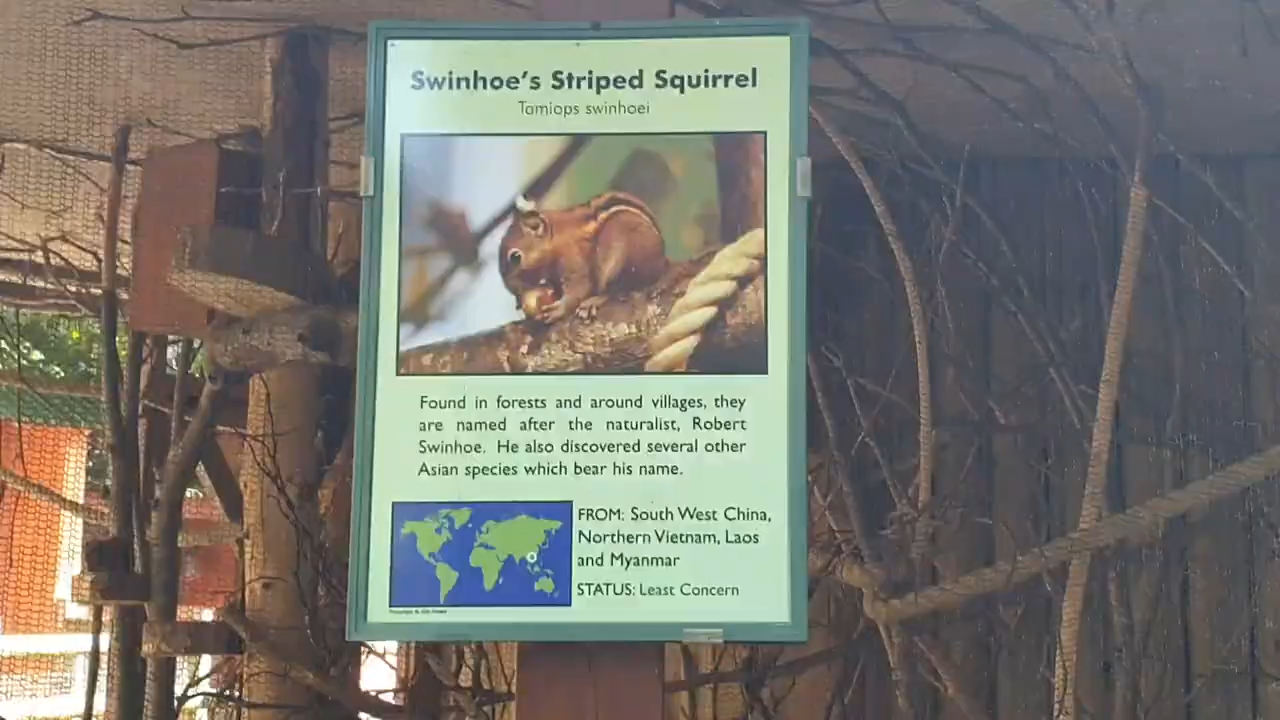 Swinhoe's Striped Squirrel
Tamiops swinhoei
Found in forests and around villages, they
are named after the naturalist, Robert
Swinhoe. He also discovered several other
Asian species which bear his name.
FROM: South West China,
Northern Vietnam, Laos
and Myanmar
STATUS: Least Concern